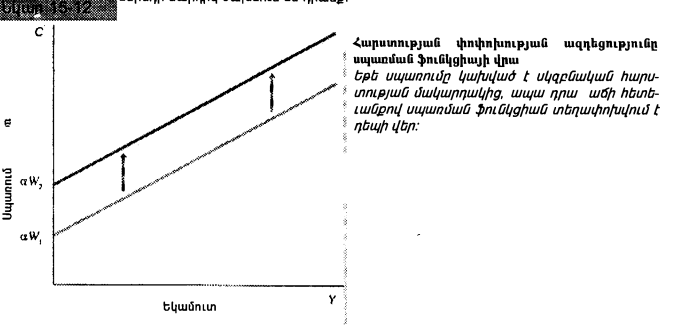 Նկար 15-12
C
Հարստության փոփոխության ազդեցությունը
սպառման ֆունկցիայի վրա
Եթե սպառումը կախված է սկզբնական հարս-
տության մակարդակից, ապա դրա աճի հետե-
ւանքով սպառման ֆունկցիան տեղափոխվում է
դեպի վեր:
Սպառում
αW₂
αW₁
Եկամուտ
Y